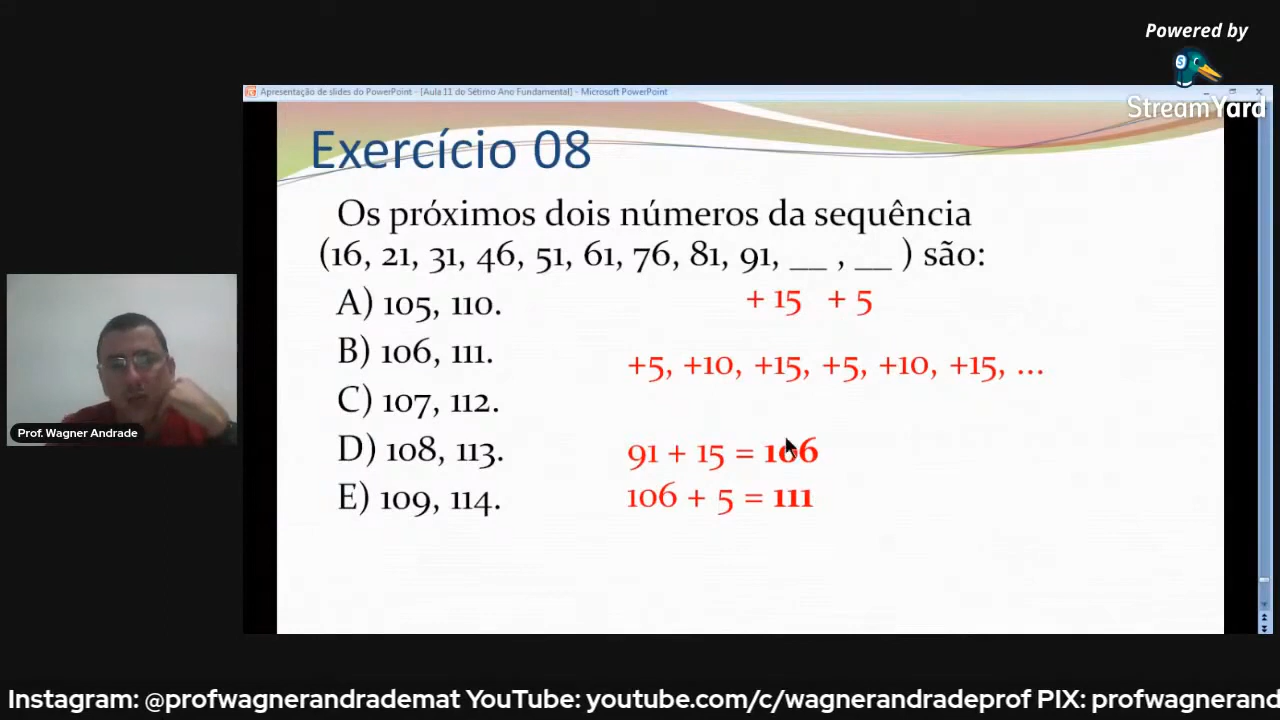 Powered by
StreamYard
Apresentação de slides do PowerPoint - [Aula 11 do Sétimo Ano Fundamental] - Microsoft PowerPoint
Exercício 08
Os próximos dois números da sequência
(16, 21, 31, 46, 51, 61, 76, 81, 91, __ , __ ) são:
+ 15 + 5
A) 105, 110.
B) 106, 111.
+5, +10, +15, +5, +10, +15, ...
C) 107, 112.
D) 108, 113.
91 + 15 = 106
E) 109, 114.
106 + 5 = 111
Prof. Wagner Andrade
Instagram: @profwagnerandrademat YouTube: youtube.com/c/wagnerandradeprof PIX: profwagnerand